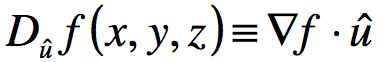 D_û f(x, y, z) ≡ ∇f · û